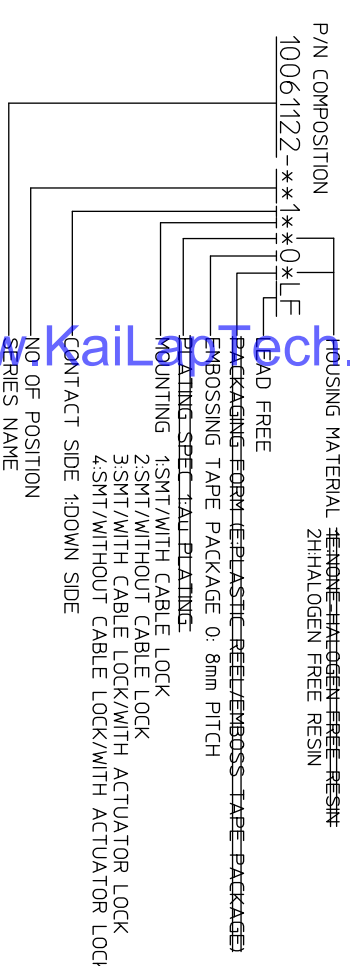 P/N COMPOSITION
10061122-**1**0*LF
HOUSING MATERIAL 1E:NONE-HALOGEN FREE RESIN
2H:HALOGEN FREE RESIN
LEAD FREE
PACKAGING FORM (E:PLASTIC REEL/EMBOSS TAPE PACKAGE)
EMBOSSING TAPE PACKAGE 0: 8mm PITCH
PLATING SPEC 1:Au PLATING
MOUNTING 1:SMT/WITH CABLE LOCK
2:SMT/WITHOUT CABLE LOCK
3:SMT/WITH CABLE LOCK/WITH ACTUATOR LOCK
4:SMT/WITHOUT CABLE LOCK/WITH ACTUATOR LOCK
CONTACT SIDE 1:DOWN SIDE
NO. OF POSITION
SERIES NAME
w.KaiLapTech.